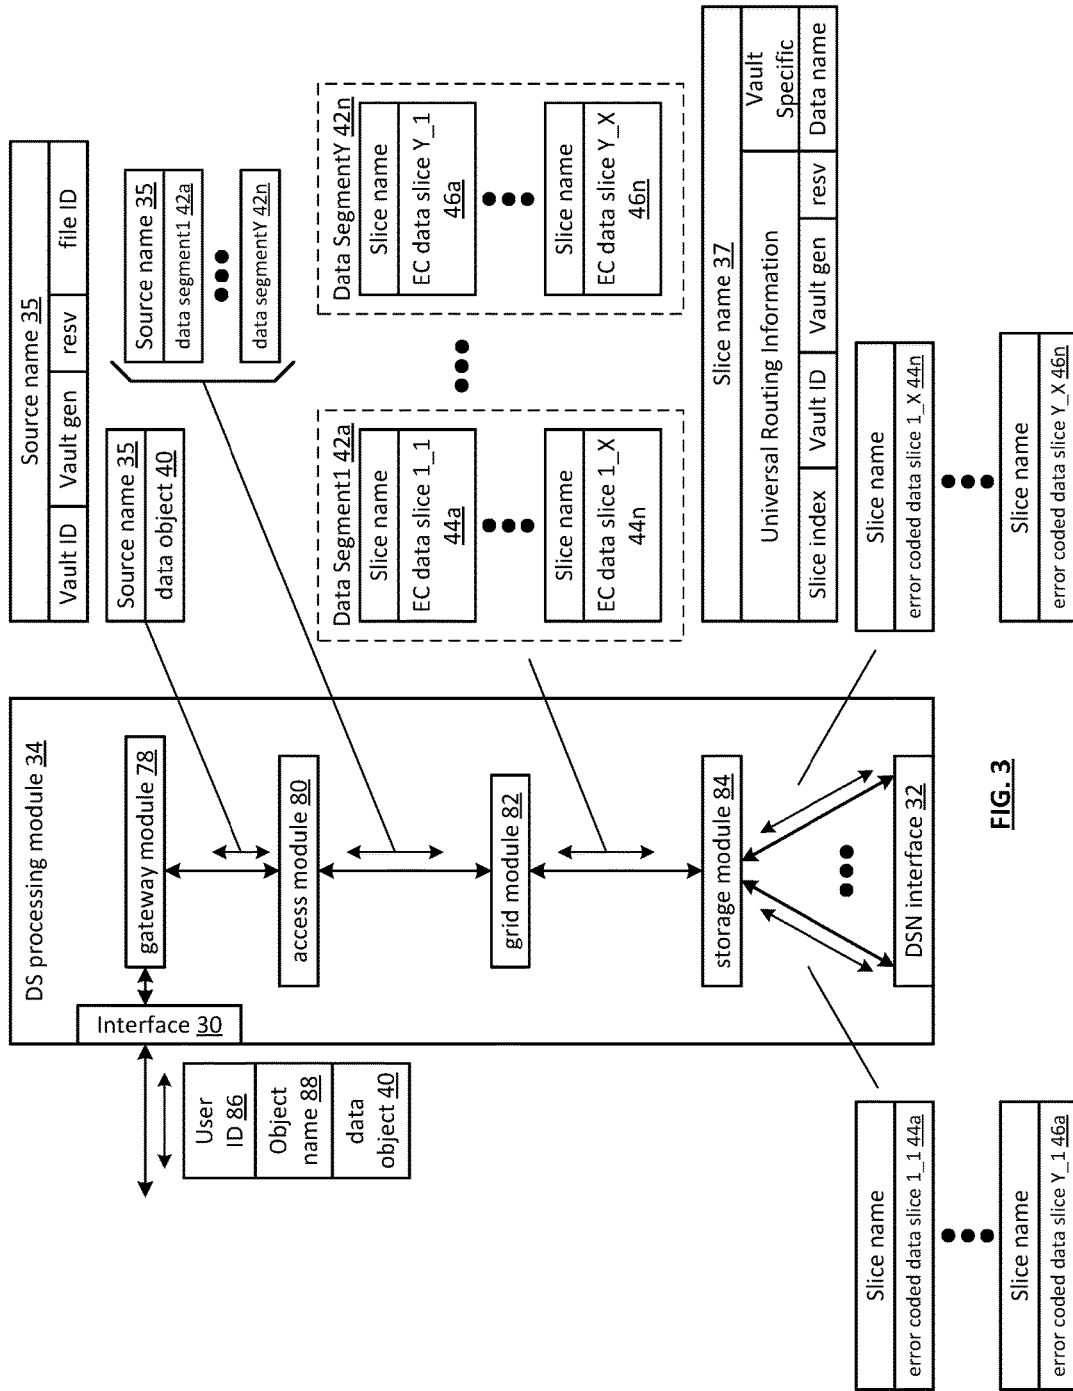 DS processing module 34
Interface 30
gateway module 78
access module 80
grid module 82
storage module 84
DSN interface 32
User
ID 86
Object
name 88
data
object 40
Source name 35
Vault ID
Vault gen
resv
file ID
Source name 35
data object 40
Source name 35
data segment1 42a
data segmentY 42n
Data Segment1 42a
Slice name
EC data slice 1_1
44a
Slice name
EC data slice 1_X
44n
Data SegmentY 42n
Slice name
EC data slice Y_1
46a
Slice name
EC data slice Y_X
46n
Slice name 37
Universal Routing Information
Vault
Specific
Slice index
Vault ID
Vault gen
resv
Data name
Slice name
error coded data slice 1_1 44a
Slice name
error coded data slice Y_1 46a
Slice name
error coded data slice 1_X 44n
Slice name
error coded data slice Y_X 46n
FIG. 3